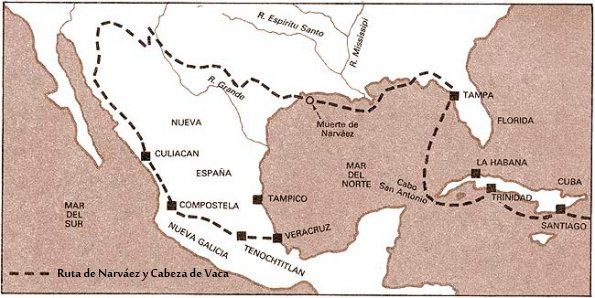 R. Espíritu Santo
R. Mississipi
R. Grande
TAMPA
Muerte de
Narváez
FLORIDA
NUEVA
ESPAÑA
CULIACAN
LA HABANA
MAR
DEL
NORTE
Cabo
San Antonio
CUBA
TRINIDAD
TAMPICO
MAR
DEL
SUR
COMPOSTELA
SANTIAGO
VERACRUZ
NUEVA GALICIA
TENOCHTITLAN
Ruta de Narváez y Cabeza de Vaca